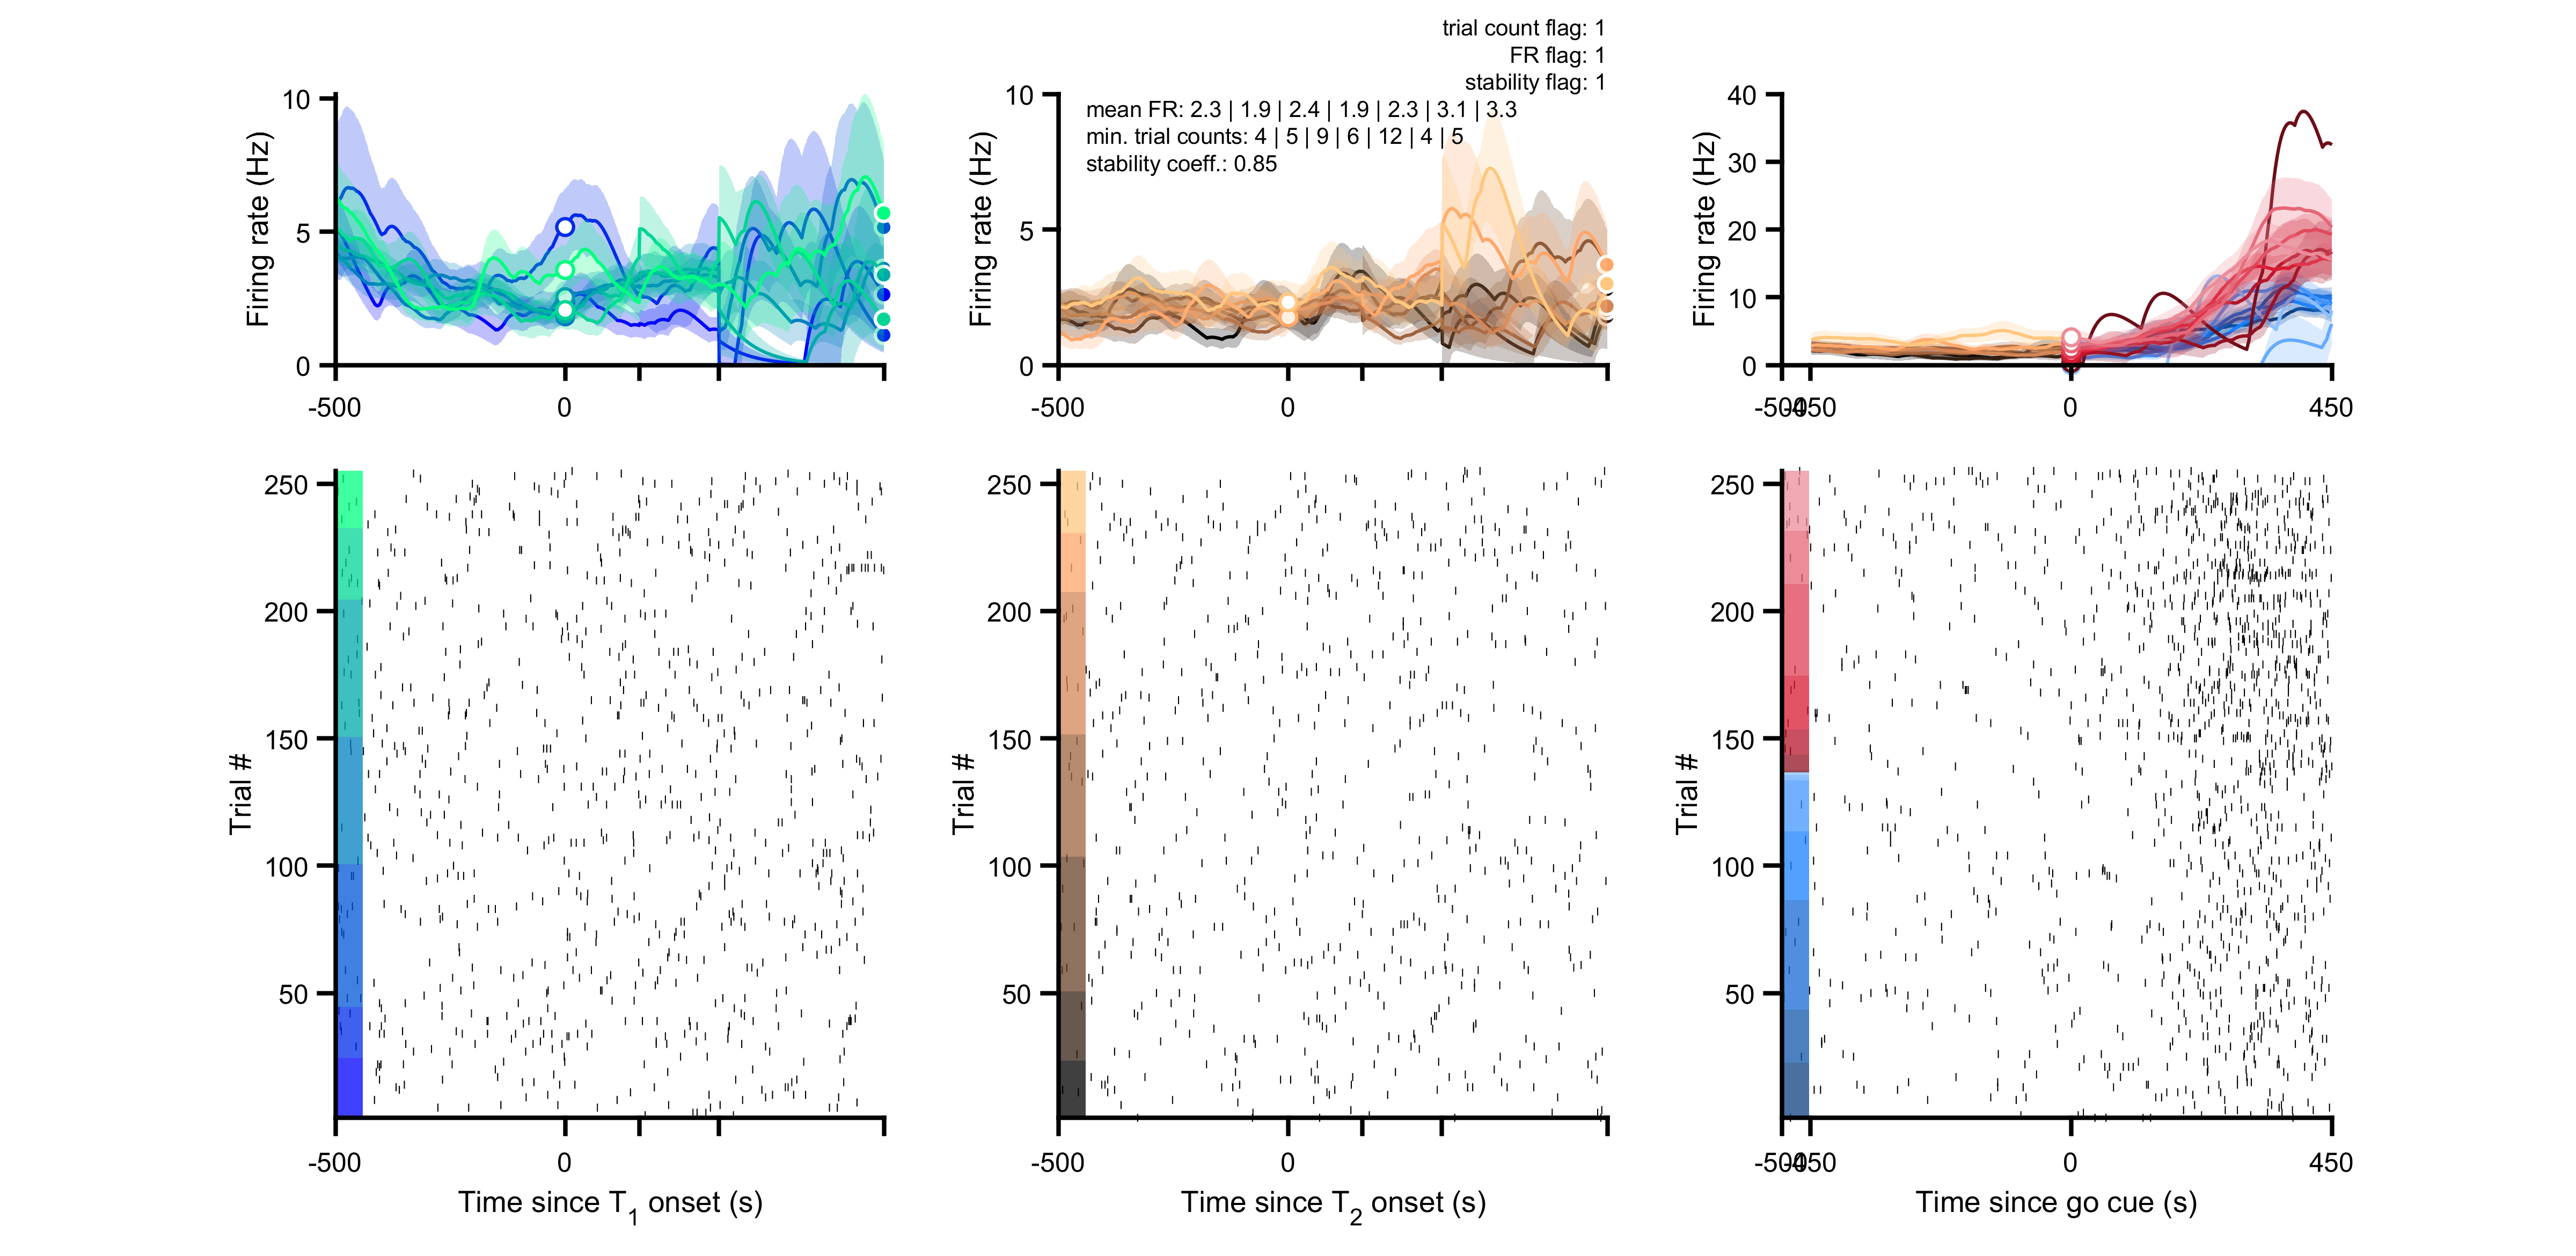 trial count flag: 1
FR flag: 1
stability flag: 1
mean FR: 2.3 | 1.9 | 2.4 | 1.9 | 2.3 | 3.1 | 3.3
min. trial counts: 4 | 5 | 9 | 6 | 12 | 4 | 5
stability coeff.: 0.85
Firing rate (Hz)
10
5
0
-500
0
Firing rate (Hz)
10
5
0
-500
0
Firing rate (Hz)
40
30
20
10
0
-500
-450
0
450
Trial #
250
200
150
100
50
-500
0
Time since T1 onset (s)
Trial #
250
200
150
100
50
-500
0
Time since T2 onset (s)
Trial #
250
200
150
100
50
-500
-450
0
450
Time since go cue (s)